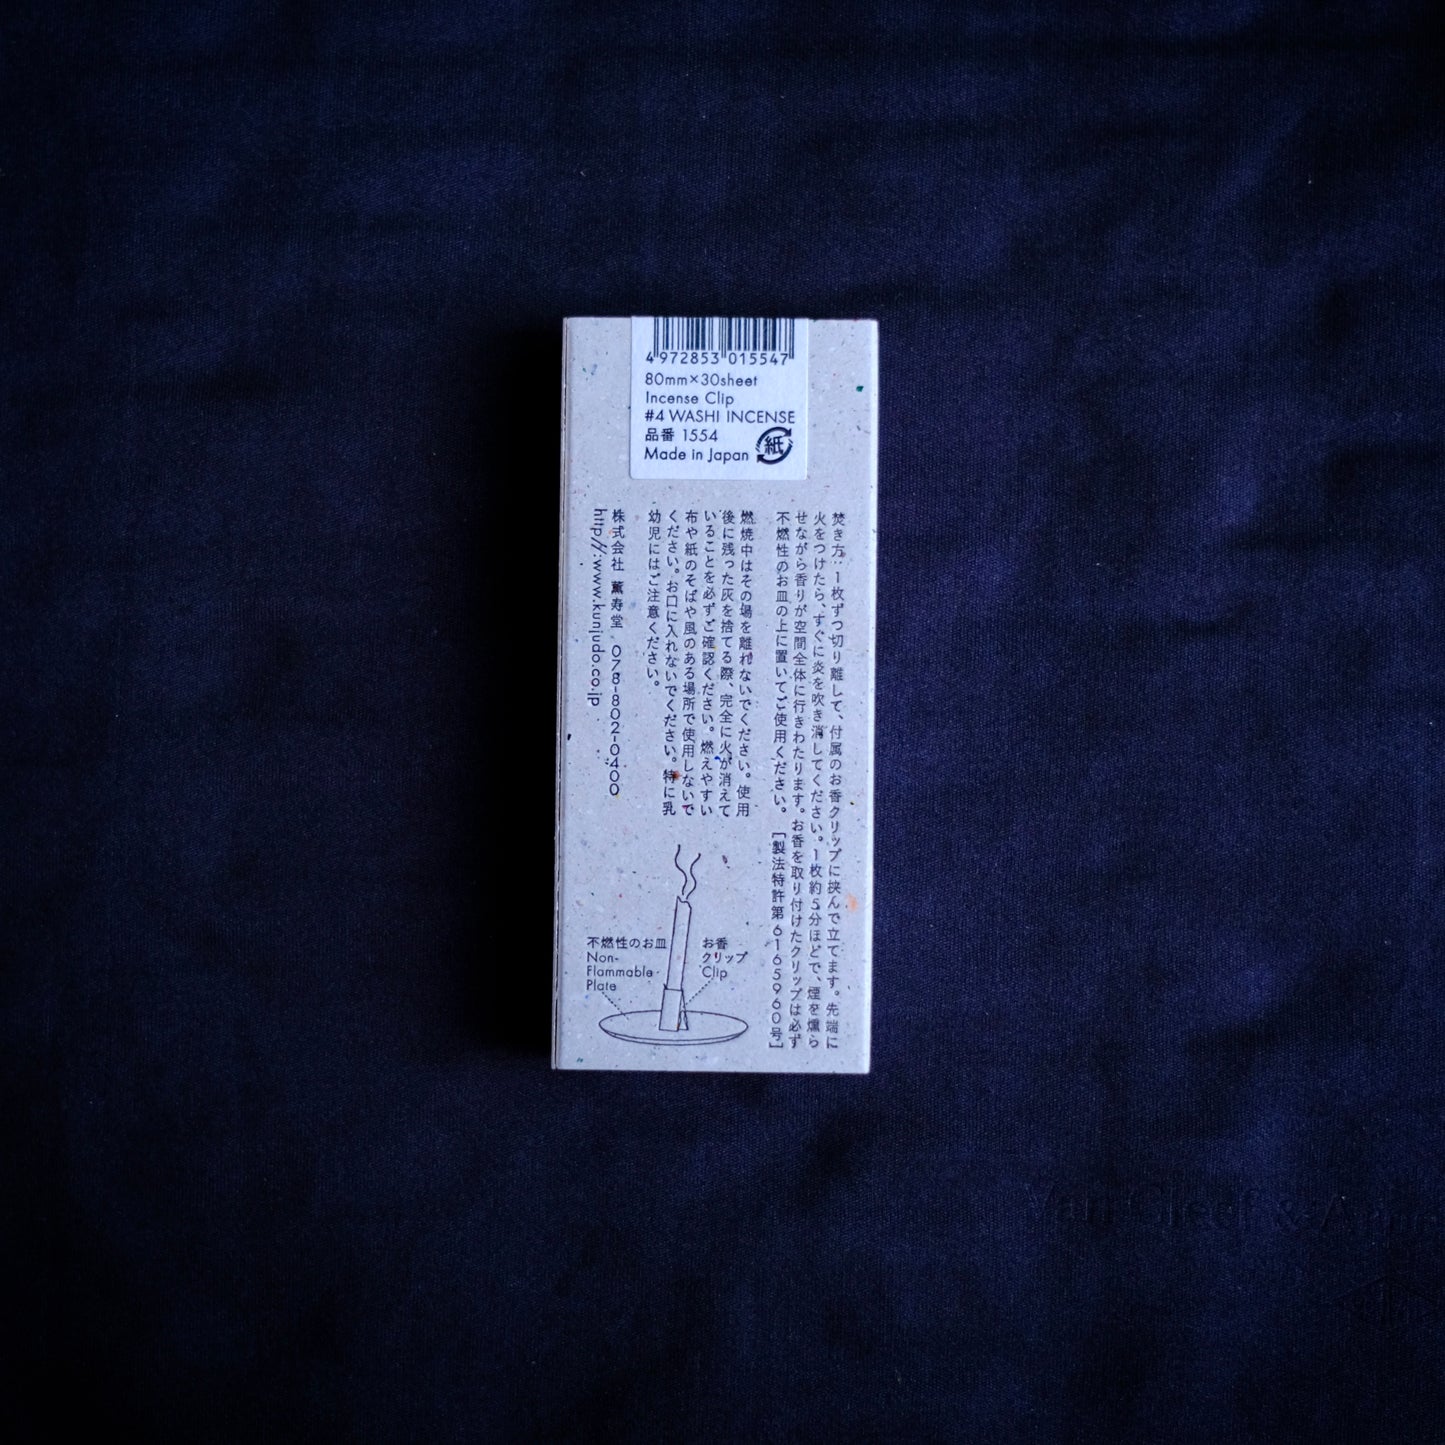 4 972853 015547
80mm×30sheet
Incense Clip
#4 WASHI INCENSE
品番 1554
Made in Japan
紙
焚き方：1枚ずつ切り離して、付属のお香クリップに挟んで立てます。先端に
火をつけたら、すぐに炎を吹き消してください。1枚約5分ほどで、煙を燻ら
せながら香りが空間全体に行きわたります。お香を取り付けたクリップは必ず
不燃性のお皿の上に置いてご使用ください。 [製法特許第6165960号]
燃焼中はその場を離れないでください。使用
後に残った灰を捨てる際、完全に火が消えて
いることを必ずご確認ください。燃えやすい
布や紙のそばや風のある場所で使用しないで
ください。お口に入れないでください。特に乳
幼児にはご注意ください。
株式会社 薫寿堂 078-802-0400
http//:www.kunjudo.co.jp
不燃性のお皿
Non-
Flammable
Plate
お香
クリップ
Clip
Van Cleef & A